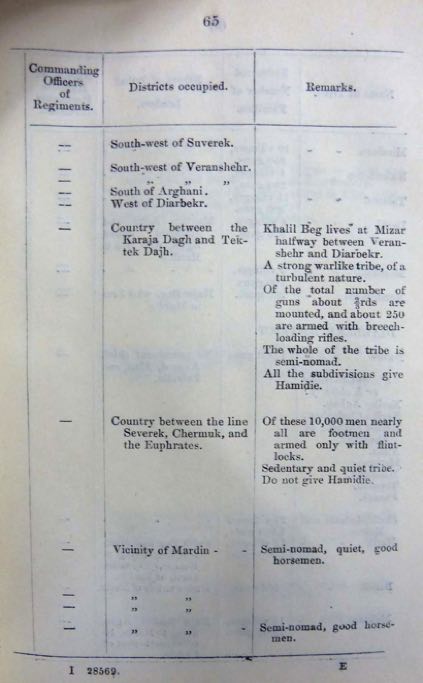 65
Commanding
Officers
of
Regiments.
Districts occupied.
Remarks.
— South-west of Suverek. - -
— South-west of Veranshehr.
— „ „ „
— South of Arghani.
— West of Diarbekr.
— Country between the
Karaja Dagh and Tek-
tek Dajh.
Khalil Beg lives at Mizar
halfway between Veran-
shehr and Diarbekr.
A strong warlike tribe, of a
turbulent nature.
Of the total number of
guns about ⅔rds are
mounted, and about 250
are armed with breech-
loading rifles.
The whole of the tribe is
semi-nomad.
All the subdivisions give
Hamidie.
— Country between the line
Severek, Chermuk, and
the Euphrates.
Of these 10,000 men nearly
all are footmen and
armed only with flint-
locks.
Sedentary and quiet tribe.
Do not give Hamidie.
— Vicinity of Mardin - -
Semi-nomad, quiet, good
horsemen.
— „ „
— „ „
— „ „ -
Semi-nomad, good horse-
men.
I 28569.
E